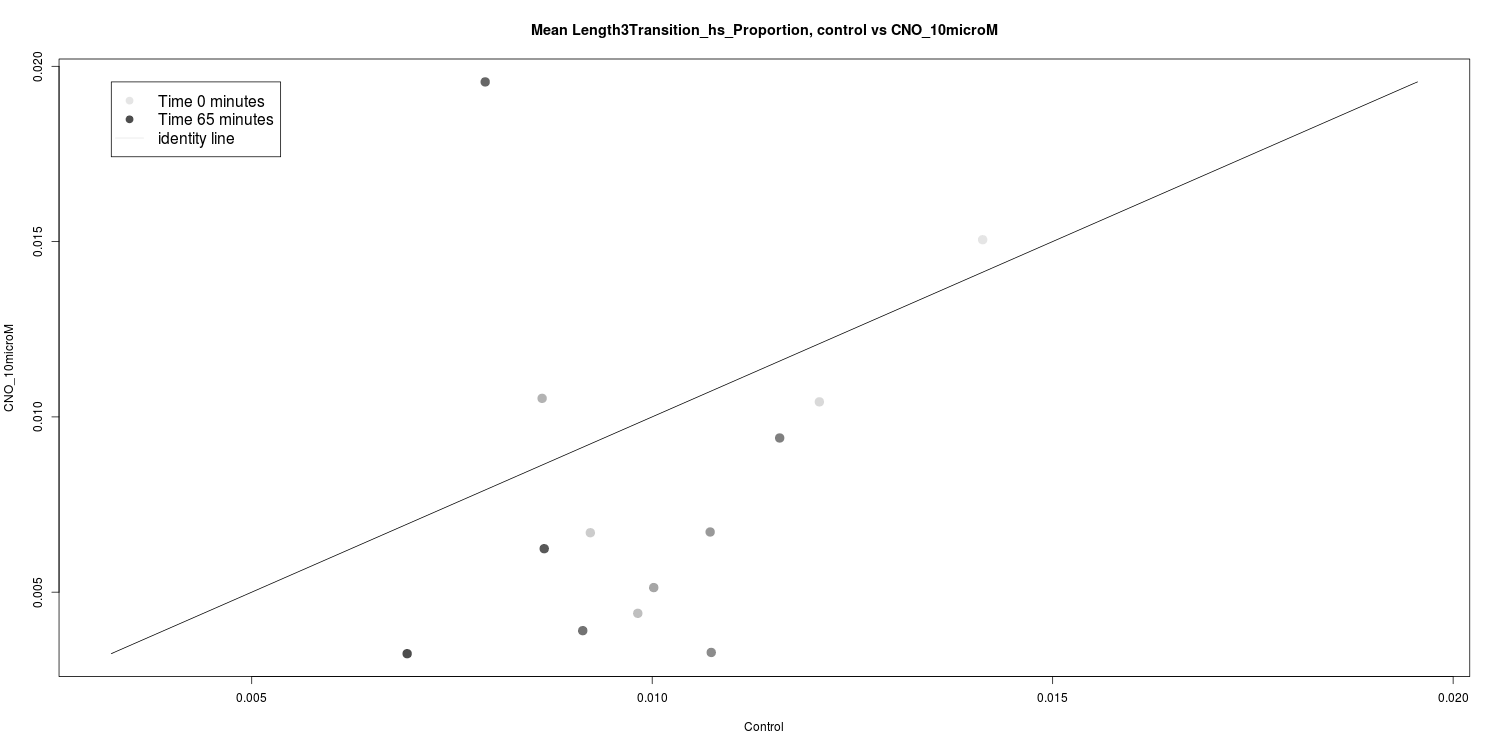 Mean Length3Transition_hs_Proportion, control vs CNO_10microM
Time 0 minutes
Time 65 minutes
identity line
CNO_10microM
0.020
0.015
0.010
0.005
0.005
0.010
0.015
0.020
Control